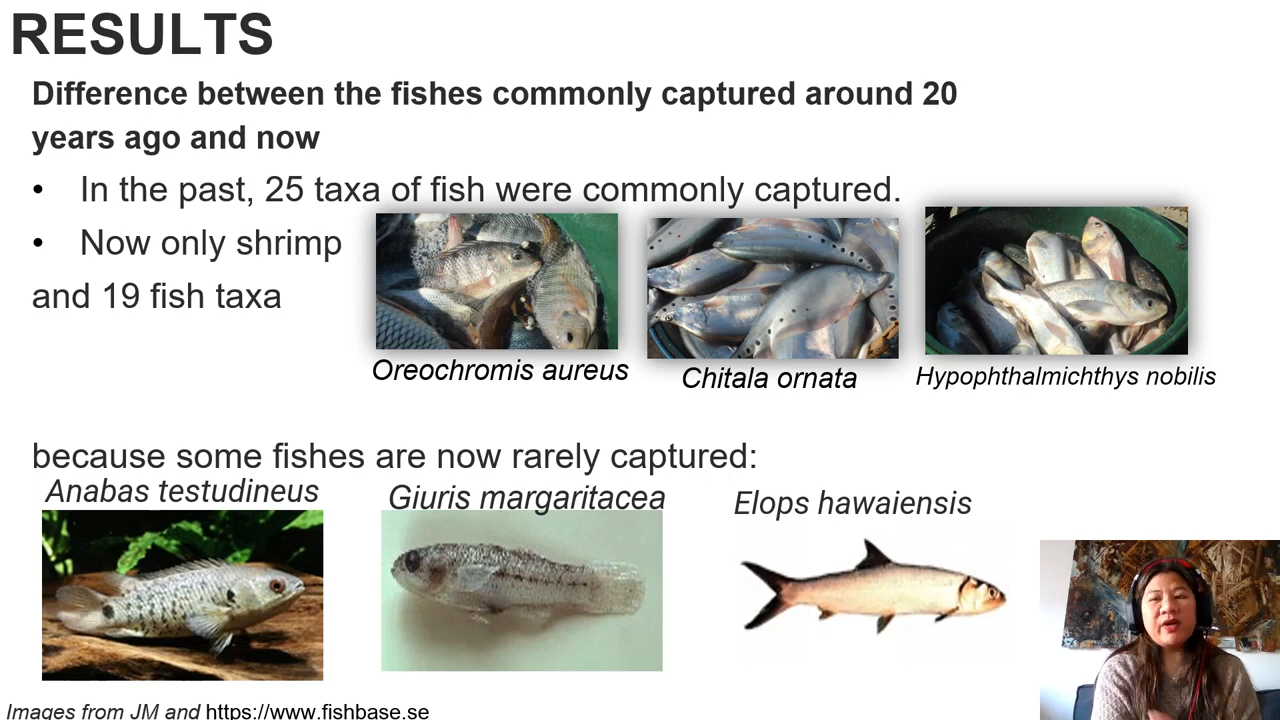 RESULTS
Difference between the fishes commonly captured around 20
years ago and now
• In the past, 25 taxa of fish were commonly captured.
• Now only shrimp
and 19 fish taxa
Oreochromis aureus
Chitala ornata
Hypophthalmichthys nobilis
because some fishes are now rarely captured:
Anabas testudineus
Giuris margaritacea
Elops hawaiensis
Images from JM and https://www.fishbase.se